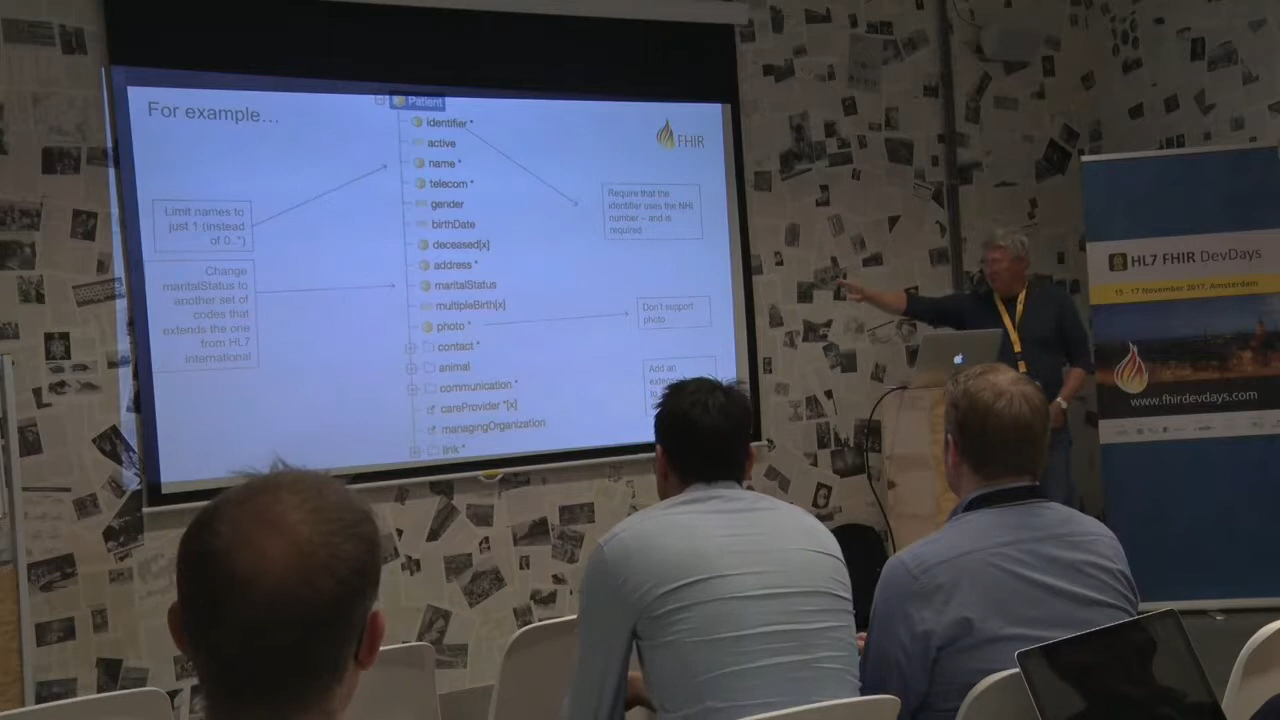 For example…
Limit names to
just 1 (instead
of 0..*)
Change
maritalStatus to
another set of
codes that
extends the one
from HL7
international
Patient
identifier *
active
name *
telecom *
gender
birthDate
deceased[x]
address *
maritalStatus
multipleBirth[x]
photo *
contact *
animal
communication *
careProvider *[x]
managingOrganization
link *
FHIR
Require that the
identifier uses the NHI
number – and is
required
Don't support
photo
Add an
to
HL7 FHIR DevDays
15 - 17 November 2017, Amsterdam
www.fhirdevdays.com